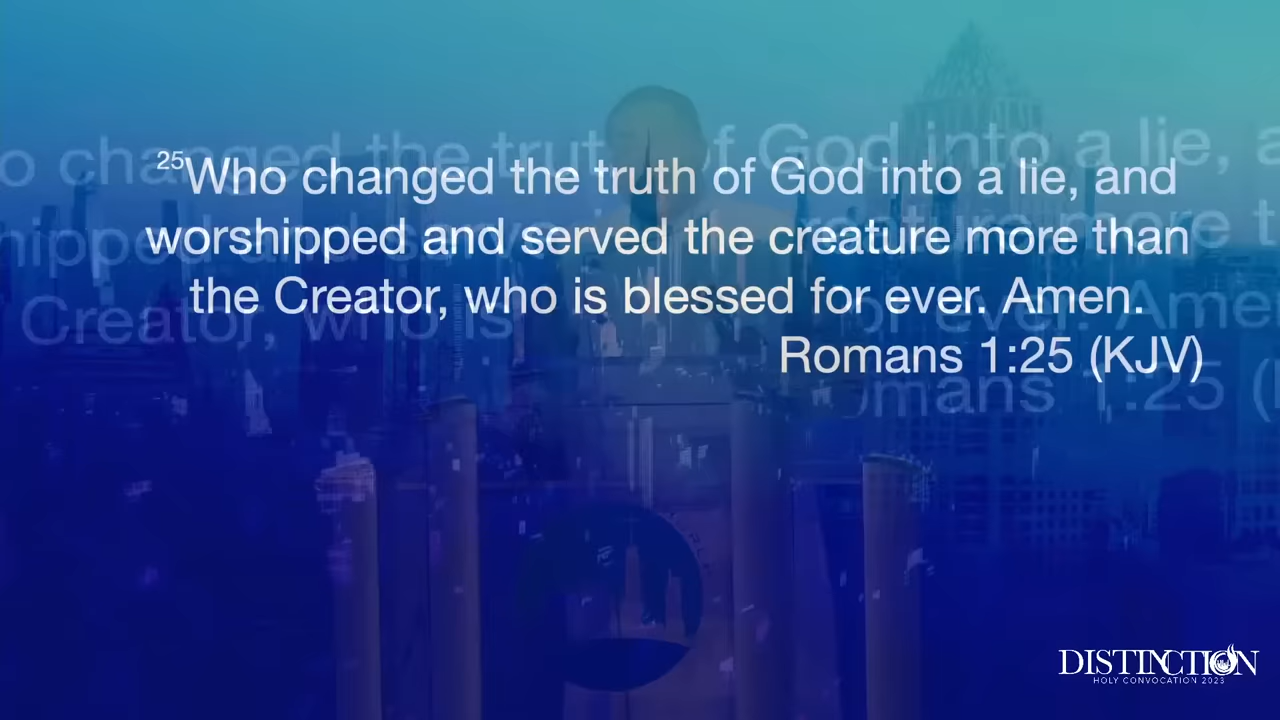 25Who changed the truth of God into a lie, and
worshipped and served the creature more than
the Creator, who is blessed for ever. Amen.
Romans 1:25 (KJV)
DISTINCTION
HOLY CONVOCATION 2023